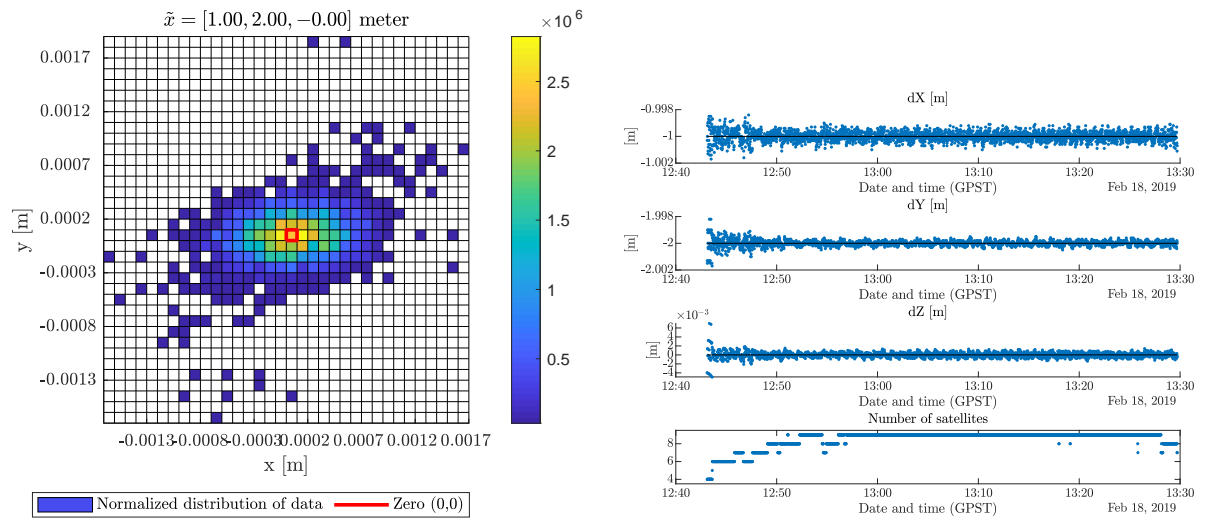 x̃ = [1.00, 2.00, −0.00] meter
×10⁶
0.0017
0.0012
0.0007
0.0002
-0.0003
-0.0008
-0.0013
y [m]
-0.0013 -0.0008 -0.0003 0.0002 0.0007 0.0012 0.0017
x [m]
2.5
2
1.5
1
0.5
Normalized distribution of data
Zero (0,0)
dX [m]
-0.998
-1
-1.002
[m]
12:40 12:50 13:00 13:10 13:20 13:30
Date and time (GPST)
Feb 18, 2019
dY [m]
-1.998
-2
-2.002
[m]
12:40 12:50 13:00 13:10 13:20 13:30
Date and time (GPST)
Feb 18, 2019
dZ [m]
×10⁻³
6
4
2
0
-2
-4
[m]
12:40 12:50 13:00 13:10 13:20 13:30
Date and time (GPST)
Feb 18, 2019
Number of satellites
8
6
4
12:40 12:50 13:00 13:10 13:20 13:30
Date and time (GPST)
Feb 18, 2019